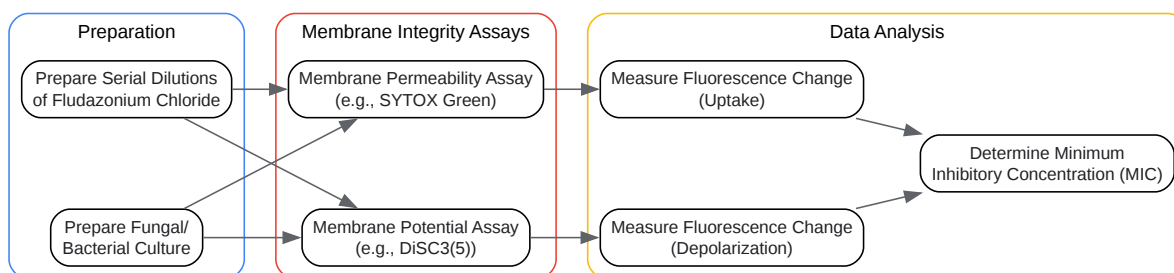 Preparation
Prepare Serial Dilutions
of Fludazonium Chloride
Prepare Fungal/
Bacterial Culture
Membrane Integrity Assays
Membrane Permeability Assay
(e.g., SYTOX Green)
Membrane Potential Assay
(e.g., DiSC3(5))
Data Analysis
Measure Fluorescence Change
(Uptake)
Measure Fluorescence Change
(Depolarization)
Determine Minimum
Inhibitory Concentration (MIC)